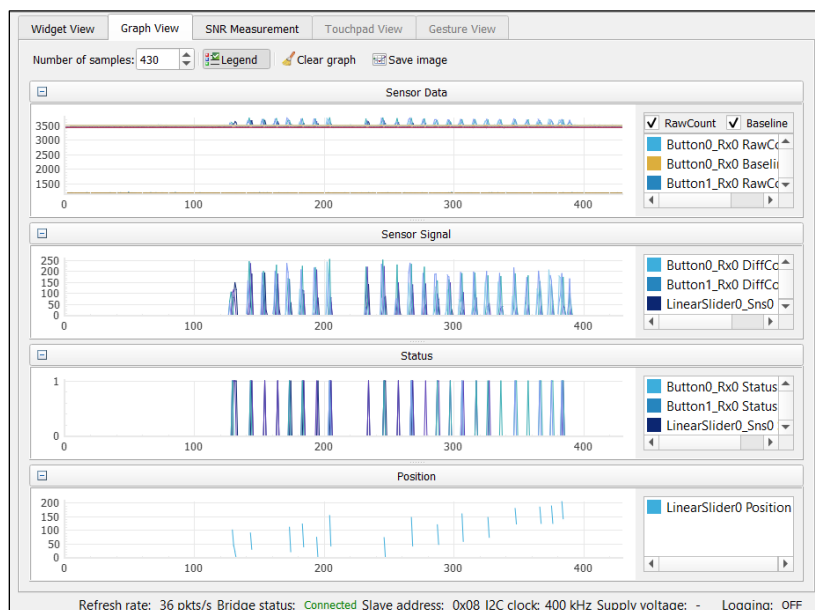 Widget View Graph View SNR Measurement Touchpad View Gesture View
Number of samples: 430 Legend Clear graph Save image
Sensor Data
3500
3000
2500
2000
1500
0 100 200 300 400
RawCount Baseline
Button0_Rx0 RawCo
Button0_Rx0 Baseli
Button1_Rx0 RawCo
Sensor Signal
250
200
150
100
50
0
0 100 200 300 400
Button0_Rx0 DiffCo
Button1_Rx0 DiffCo
LinearSlider0_Sns0
Status
1
0
0 100 200 300 400
Button0_Rx0 Status
Button1_Rx0 Status
LinearSlider0_Sns0
Position
200
150
100
50
0
0 100 200 300 400
LinearSlider0 Position
Refresh rate: 36 pkts/s Bridge status: Connected Slave address: 0x08 I2C clock: 400 kHz Supply voltage: - Logging: OFF